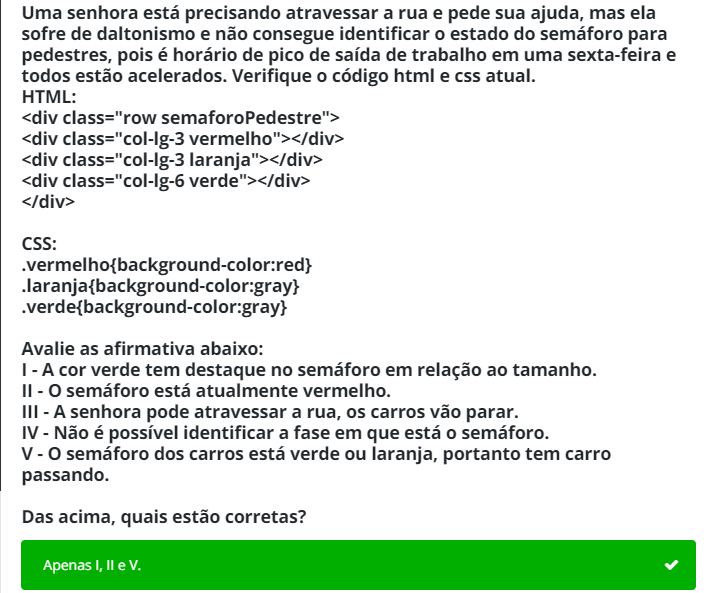 Uma senhora está precisando atravessar a rua e pede sua ajuda, mas ela
sofre de daltonismo e não consegue identificar o estado do semáforo para
pedestres, pois é horário de pico de saída de trabalho em uma sexta-feira e
todos estão acelerados. Verifique o código html e css atual.
HTML:
<div class="row semaforoPedestre">
<div class="col-lg-3 vermelho"></div>
<div class="col-lg-3 laranja"></div>
<div class="col-lg-6 verde"></div>
</div>
CSS:
.vermelho{background-color:red}
.laranja{background-color:gray}
.verde{background-color:gray}
Avalie as afirmativa abaixo:
I - A cor verde tem destaque no semáforo em relação ao tamanho.
II - O semáforo está atualmente vermelho.
III - A senhora pode atravessar a rua, os carros vão parar.
IV - Não é possível identificar a fase em que está o semáforo.
V - O semáforo dos carros está verde ou laranja, portanto tem carro
passando.
Das acima, quais estão corretas?
Apenas I, II e V.